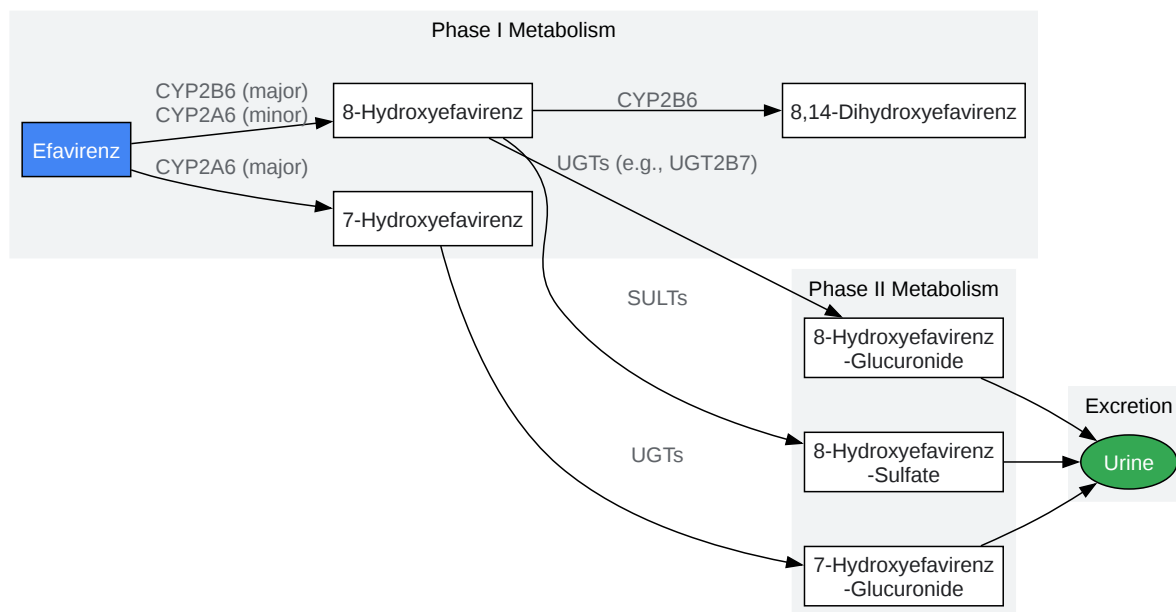 Phase I Metabolism
CYP2B6 (major)
CYP2A6 (minor)
8-Hydroxyefavirenz
CYP2B6
8,14-Dihydroxyefavirenz
Efavirenz
CYP2A6 (major)
UGTs (e.g., UGT2B7)
7-Hydroxyefavirenz
Phase II Metabolism
SULTs
8-Hydroxyefavirenz
-Glucuronide
Excretion
UGTs
8-Hydroxyefavirenz
-Sulfate
Urine
7-Hydroxyefavirenz
-Glucuronide